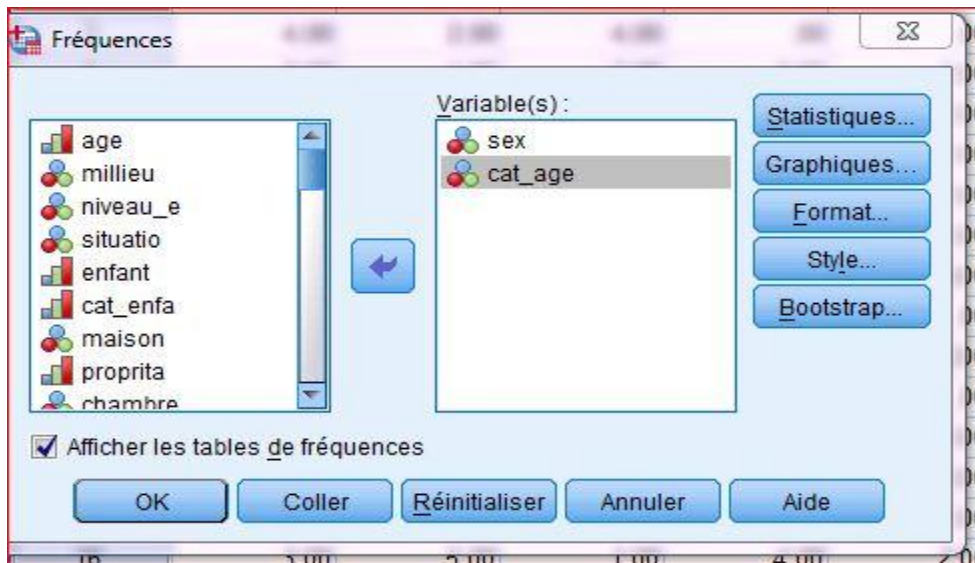 Fréquences
Variable(s) :
age
millieu
niveau_e
situatio
enfant
cat_enfa
maison
proprita
chambre
sex
cat_age
Statistiques...
Graphiques...
Format...
Style...
Bootstrap...
Afficher les tables de fréquences
OK Coller Réinitialiser Annuler Aide